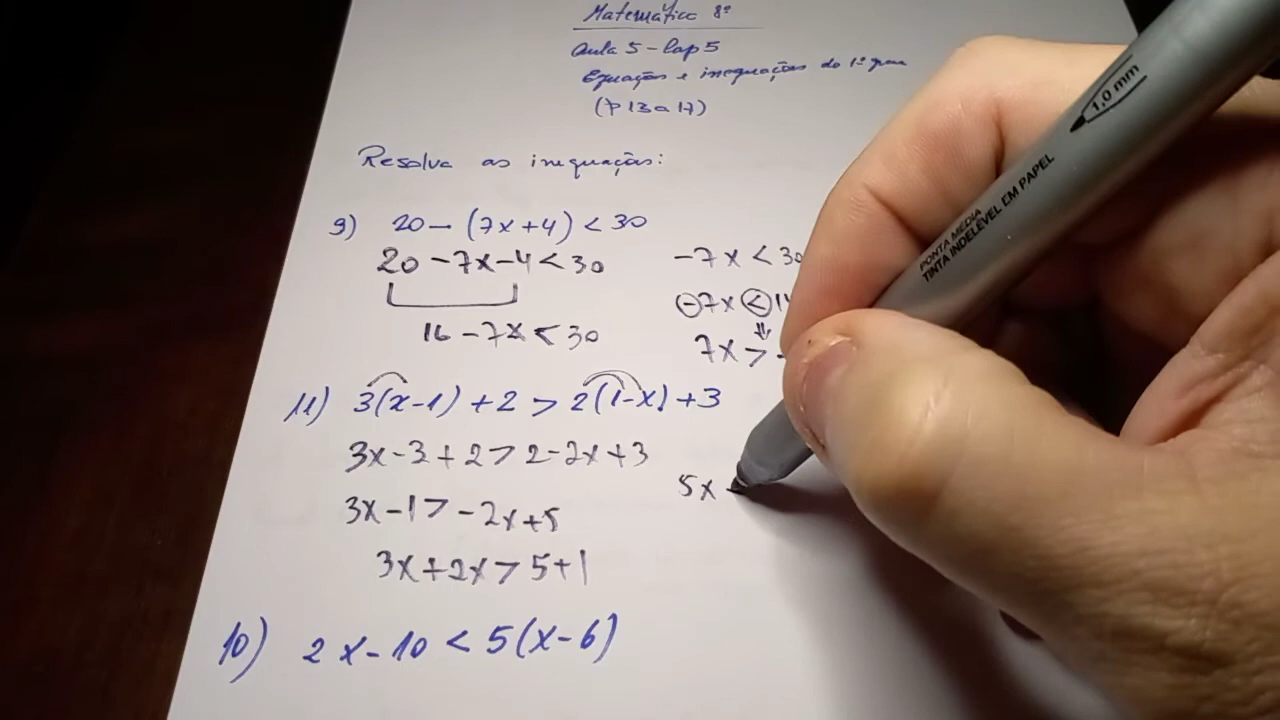 Matemática 8º
Aula 5 - Cap 5
Equações e inequações do 1º grau
(p 13 a 17)
Resolva as inequações:
9) 20 - (7x+4) < 30
20 - 7x - 4 < 30
16 - 7x < 30
-7x < 30
-7x < 14
7x > -
11) 3(x-1) + 2 > 2(1-x) + 3
3x - 3 + 2 > 2 - 2x + 3
3x - 1 > -2x + 5
3x + 2x > 5 + 1
5x
10) 2x - 10 < 5(x-6)
1,0 mm
PONTA MÉDIA
TINTA INDELÉVEL EM PAPEL